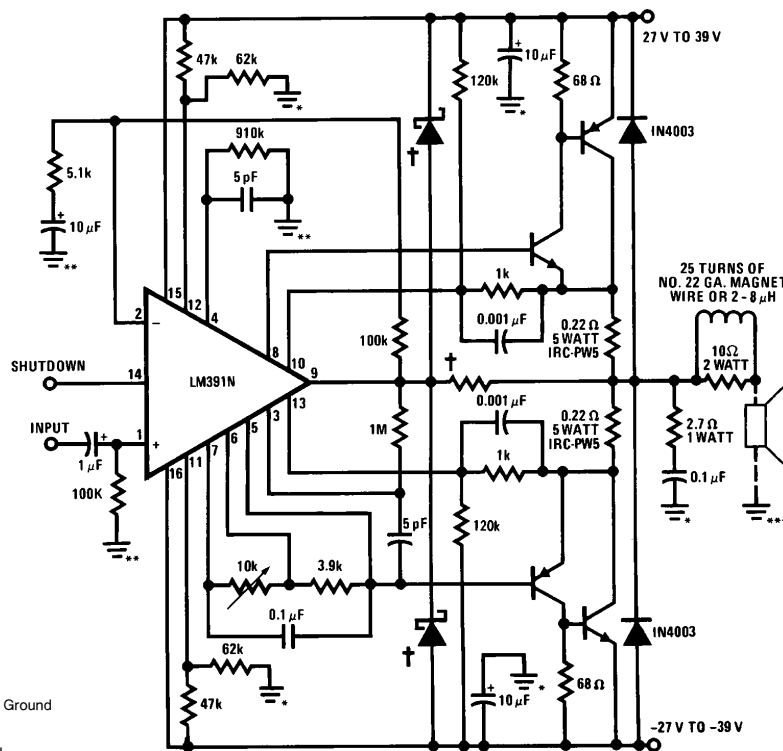 27 V TO 39 V
47k
62k
*
10 μF
+
*
120k
68 Ω
IN4003
†
910k
5.1k
5 pF
**
+
10 μF
**
25 TURNS OF
NO. 22 GA. MAGNET
WIRE OR 2 - 8 μH
15
12
4
2
−
1k
0.001 μF
0.22 Ω
5 WATT
IRC-PW5
100k
8
10
†
10Ω
2 WATT
SHUTDOWN
14
LM391N
9
13
INPUT
1
+
3
5
6
7
11
16
1 μF
100K
**
1M
0.001 μF
0.22 Ω
5 WATT
IRC-PW5
1k
2.7 Ω
1 WATT
0.1 μF
*
***
5 pF
120k
10k
3.9k
0.1 μF
62k
*
47k
†
+
10 μF
*
68 Ω
IN4003
Ground
−27 V TO −39 V